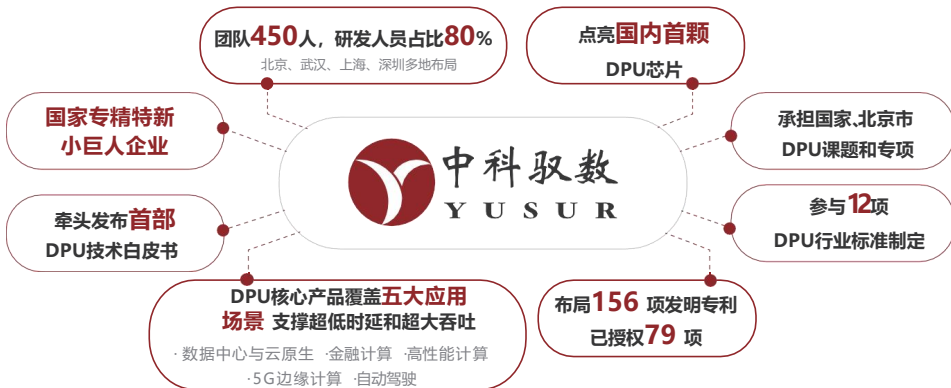 团队450人，研发人员占比80%
北京、武汉、上海、深圳多地布局
点亮国内首颗
DPU芯片
国家专精特新
小巨人企业
承担国家、北京市
DPU课题和专项
中科驭数
YUSUR
牵头发布首部
DPU技术白皮书
参与12项
DPU行业标准制定
DPU核心产品覆盖五大应用
场景 支撑超低时延和超大吞吐
·数据中心与云原生 ·金融计算 ·高性能计算
·5G边缘计算 ·自动驾驶
布局156 项发明专利
已授权79 项